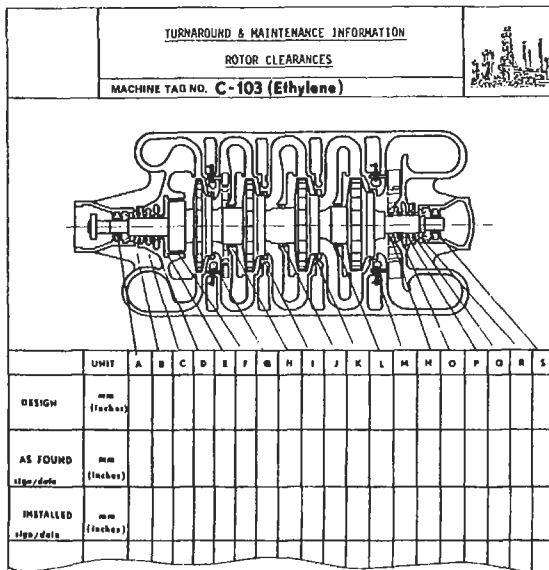 TURNAROUND & MAINTENANCE INFORMATION
ROTOR CLEARANCES
MACHINE TAG NO. C-103 (Ethylene)
UNIT A B C D E F G H I J K L M N O P Q R S
DESIGN mm (inches)
AS FOUND sign/date mm (inches)
INSTALLED sign/date mm (inches)